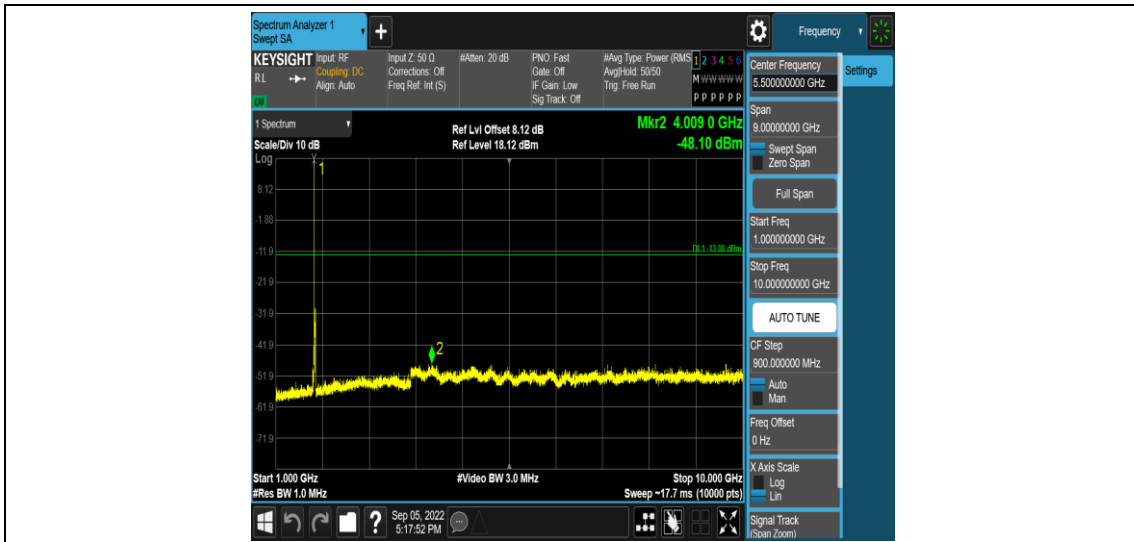 Spectrum Analyzer 1
Swept SA
+
Frequency
KEYSIGHT
RL
LXI
Input: RF
Coupling: DC
Align: Auto
Input Z: 50 Ω
Corrections: Off
Freq Ref: Int (S)
#Atten: 20 dB
PNO: Fast
Gate: Off
IF Gain: Low
Sig Track: Off
#Avg Type: Power (RMS
Avg|Hold: 50/50
Trig: Free Run
1 2 3 4 5 6
M W W W W W
P P P P P P
Center Frequency
5.500000000 GHz
Settings
Span
9.00000000 GHz
Swept Span
Zero Span
Full Span
Start Freq
1.000000000 GHz
Stop Freq
10.000000000 GHz
AUTO TUNE
CF Step
900.000000 MHz
Auto
Man
Freq Offset
0 Hz
X Axis Scale
Log
Lin
Signal Track
(Span Zoom)
1 Spectrum
Scale/Div 10 dB
Log
Ref Lvl Offset 8.12 dB
Ref Level 18.12 dBm
Mkr2 4.009 0 GHz
-48.10 dBm
1
8.12
-1.88
-11.9
DL1 -13.00 dBm
-21.9
-31.9
-41.9
2
-51.9
-61.9
-71.9
Start 1.000 GHz
#Res BW 1.0 MHz
#Video BW 3.0 MHz
Stop 10.000 GHz
Sweep ~17.7 ms (10000 pts)
?
Sep 05, 2022
5:17:52 PM